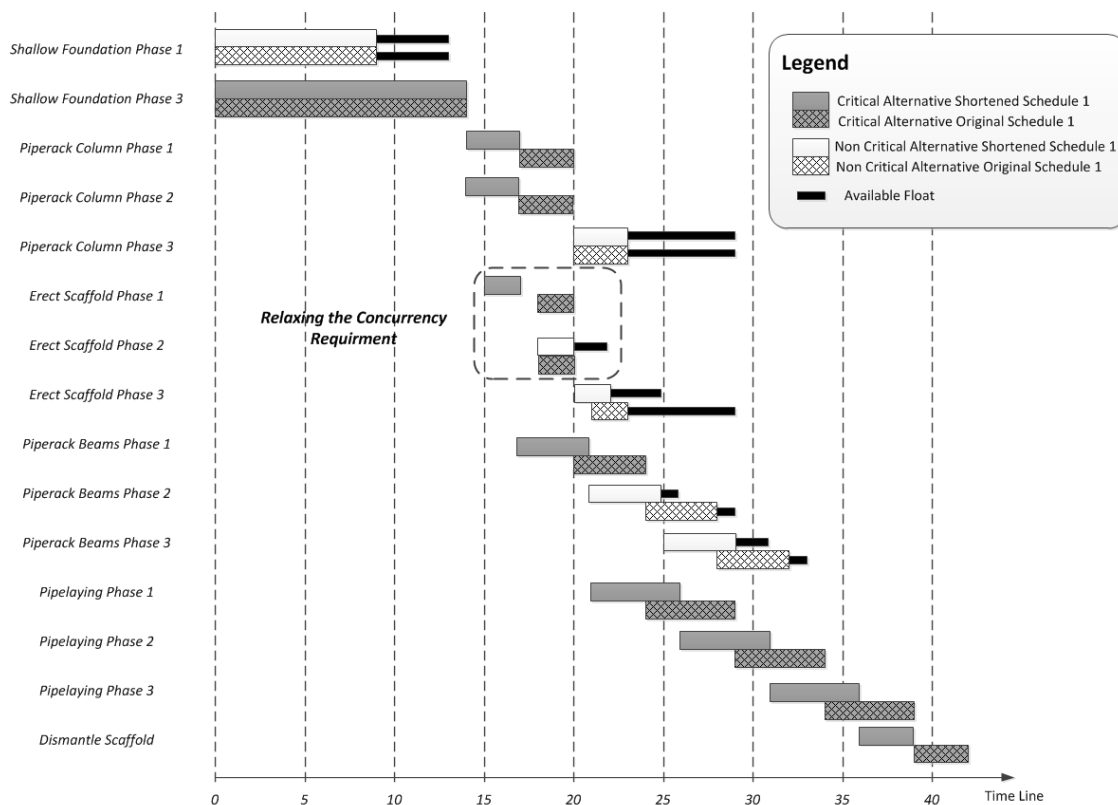 Shallow Foundation Phase 1
Shallow Foundation Phase 3
Piperack Column Phase 1
Piperack Column Phase 2
Piperack Column Phase 3
Erect Scaffold Phase 1
Relaxing the Concurrency
Requirment
Erect Scaffold Phase 2
Erect Scaffold Phase 3
Piperack Beams Phase 1
Piperack Beams Phase 2
Piperack Beams Phase 3
Pipelaying Phase 1
Pipelaying Phase 2
Pipelaying Phase 3
Dismantle Scaffold
Legend
Critical Alternative Shortened Schedule 1
Critical Alternative Original Schedule 1
Non Critical Alternative Shortened Schedule 1
Non Critical Alternative Original Schedule 1
Available Float
0 5 10 15 20 25 30 35 40 Time Line